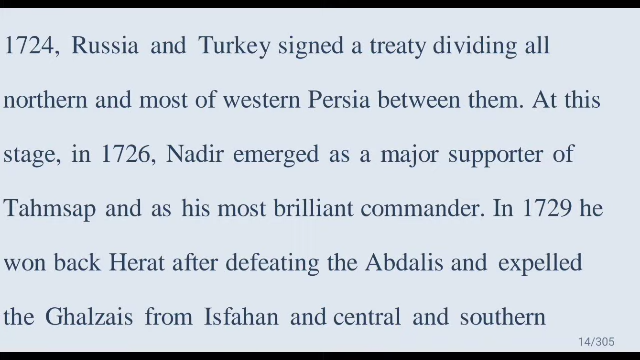 1724, Russia and Turkey signed a treaty dividing all
northern and most of western Persia between them. At this
stage, in 1726, Nadir emerged as a major supporter of
Tahmsap and as his most brilliant commander. In 1729 he
won back Herat after defeating the Abdalis and expelled
the Ghalzais from Isfahan and central and southern
14/305